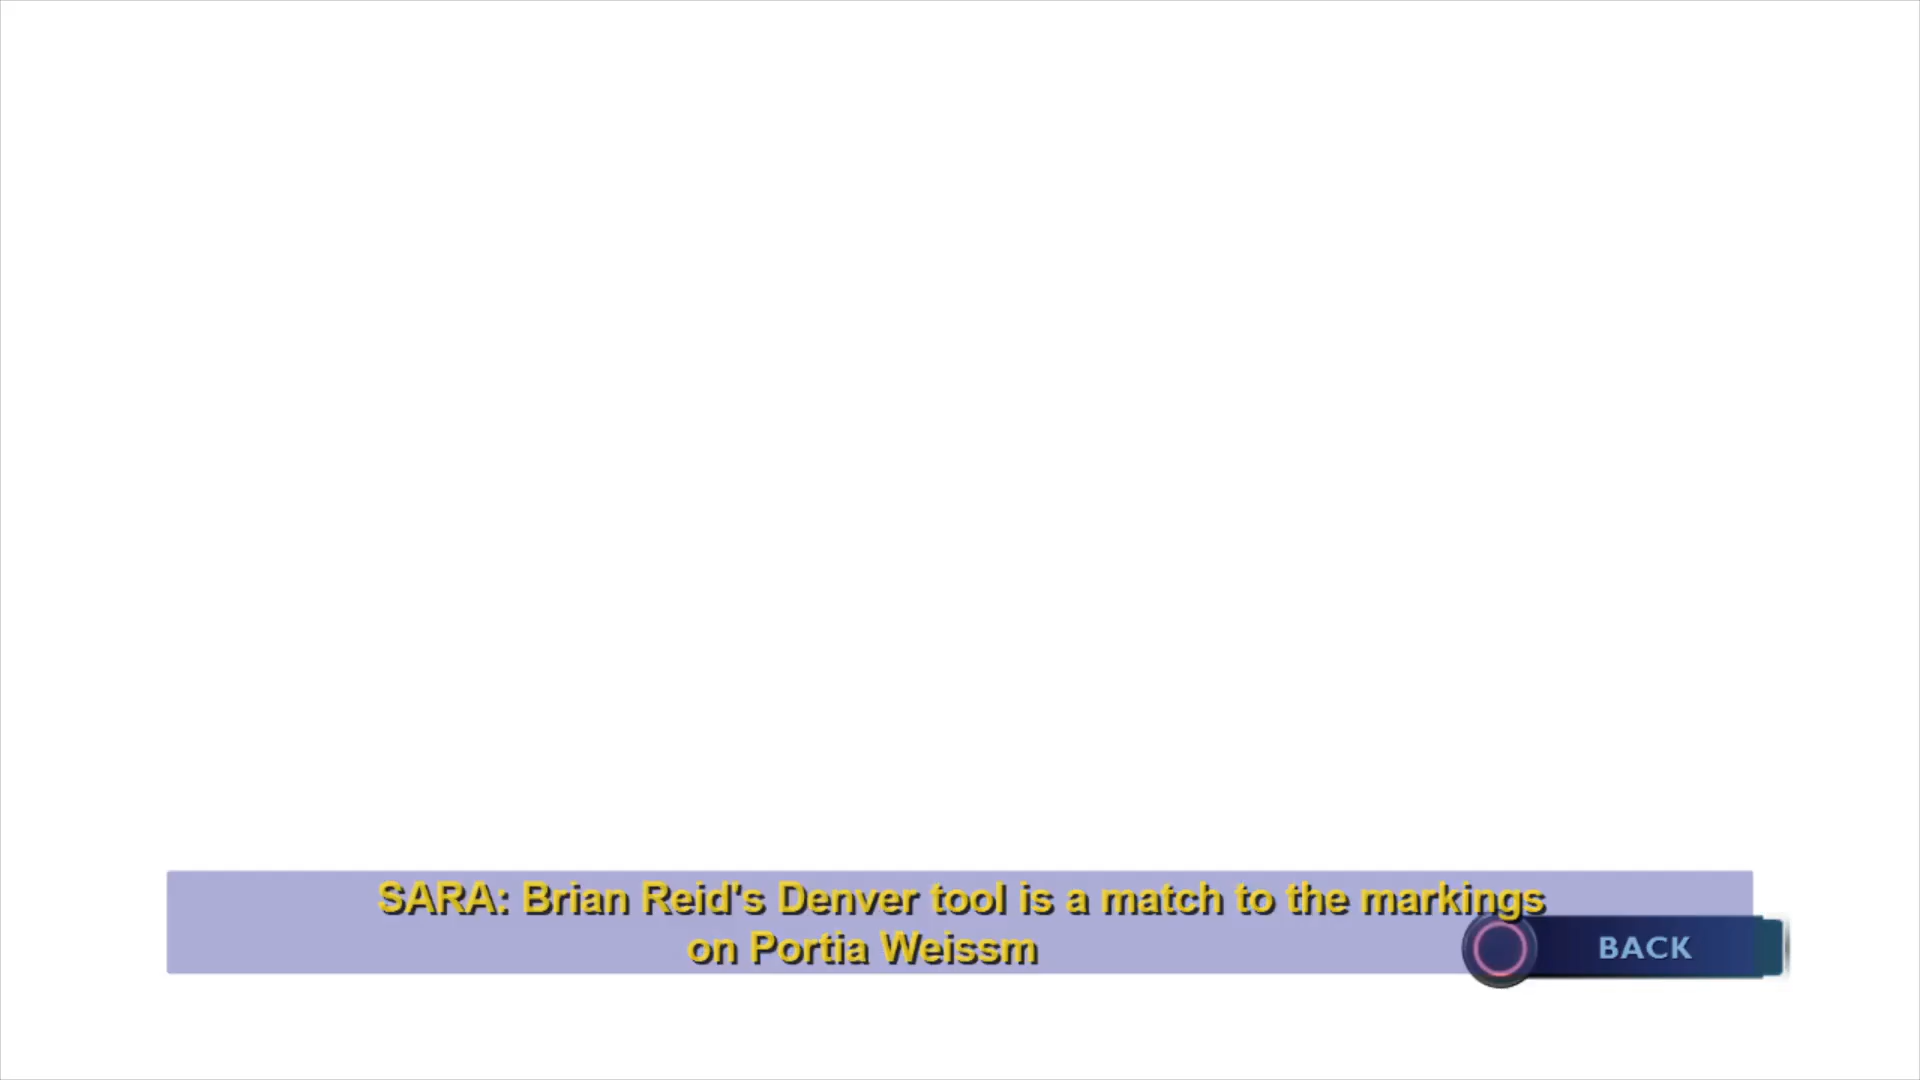 SARA: Brian Reid's Denver tool is a match to the markings
on Portia Weissm
BACK